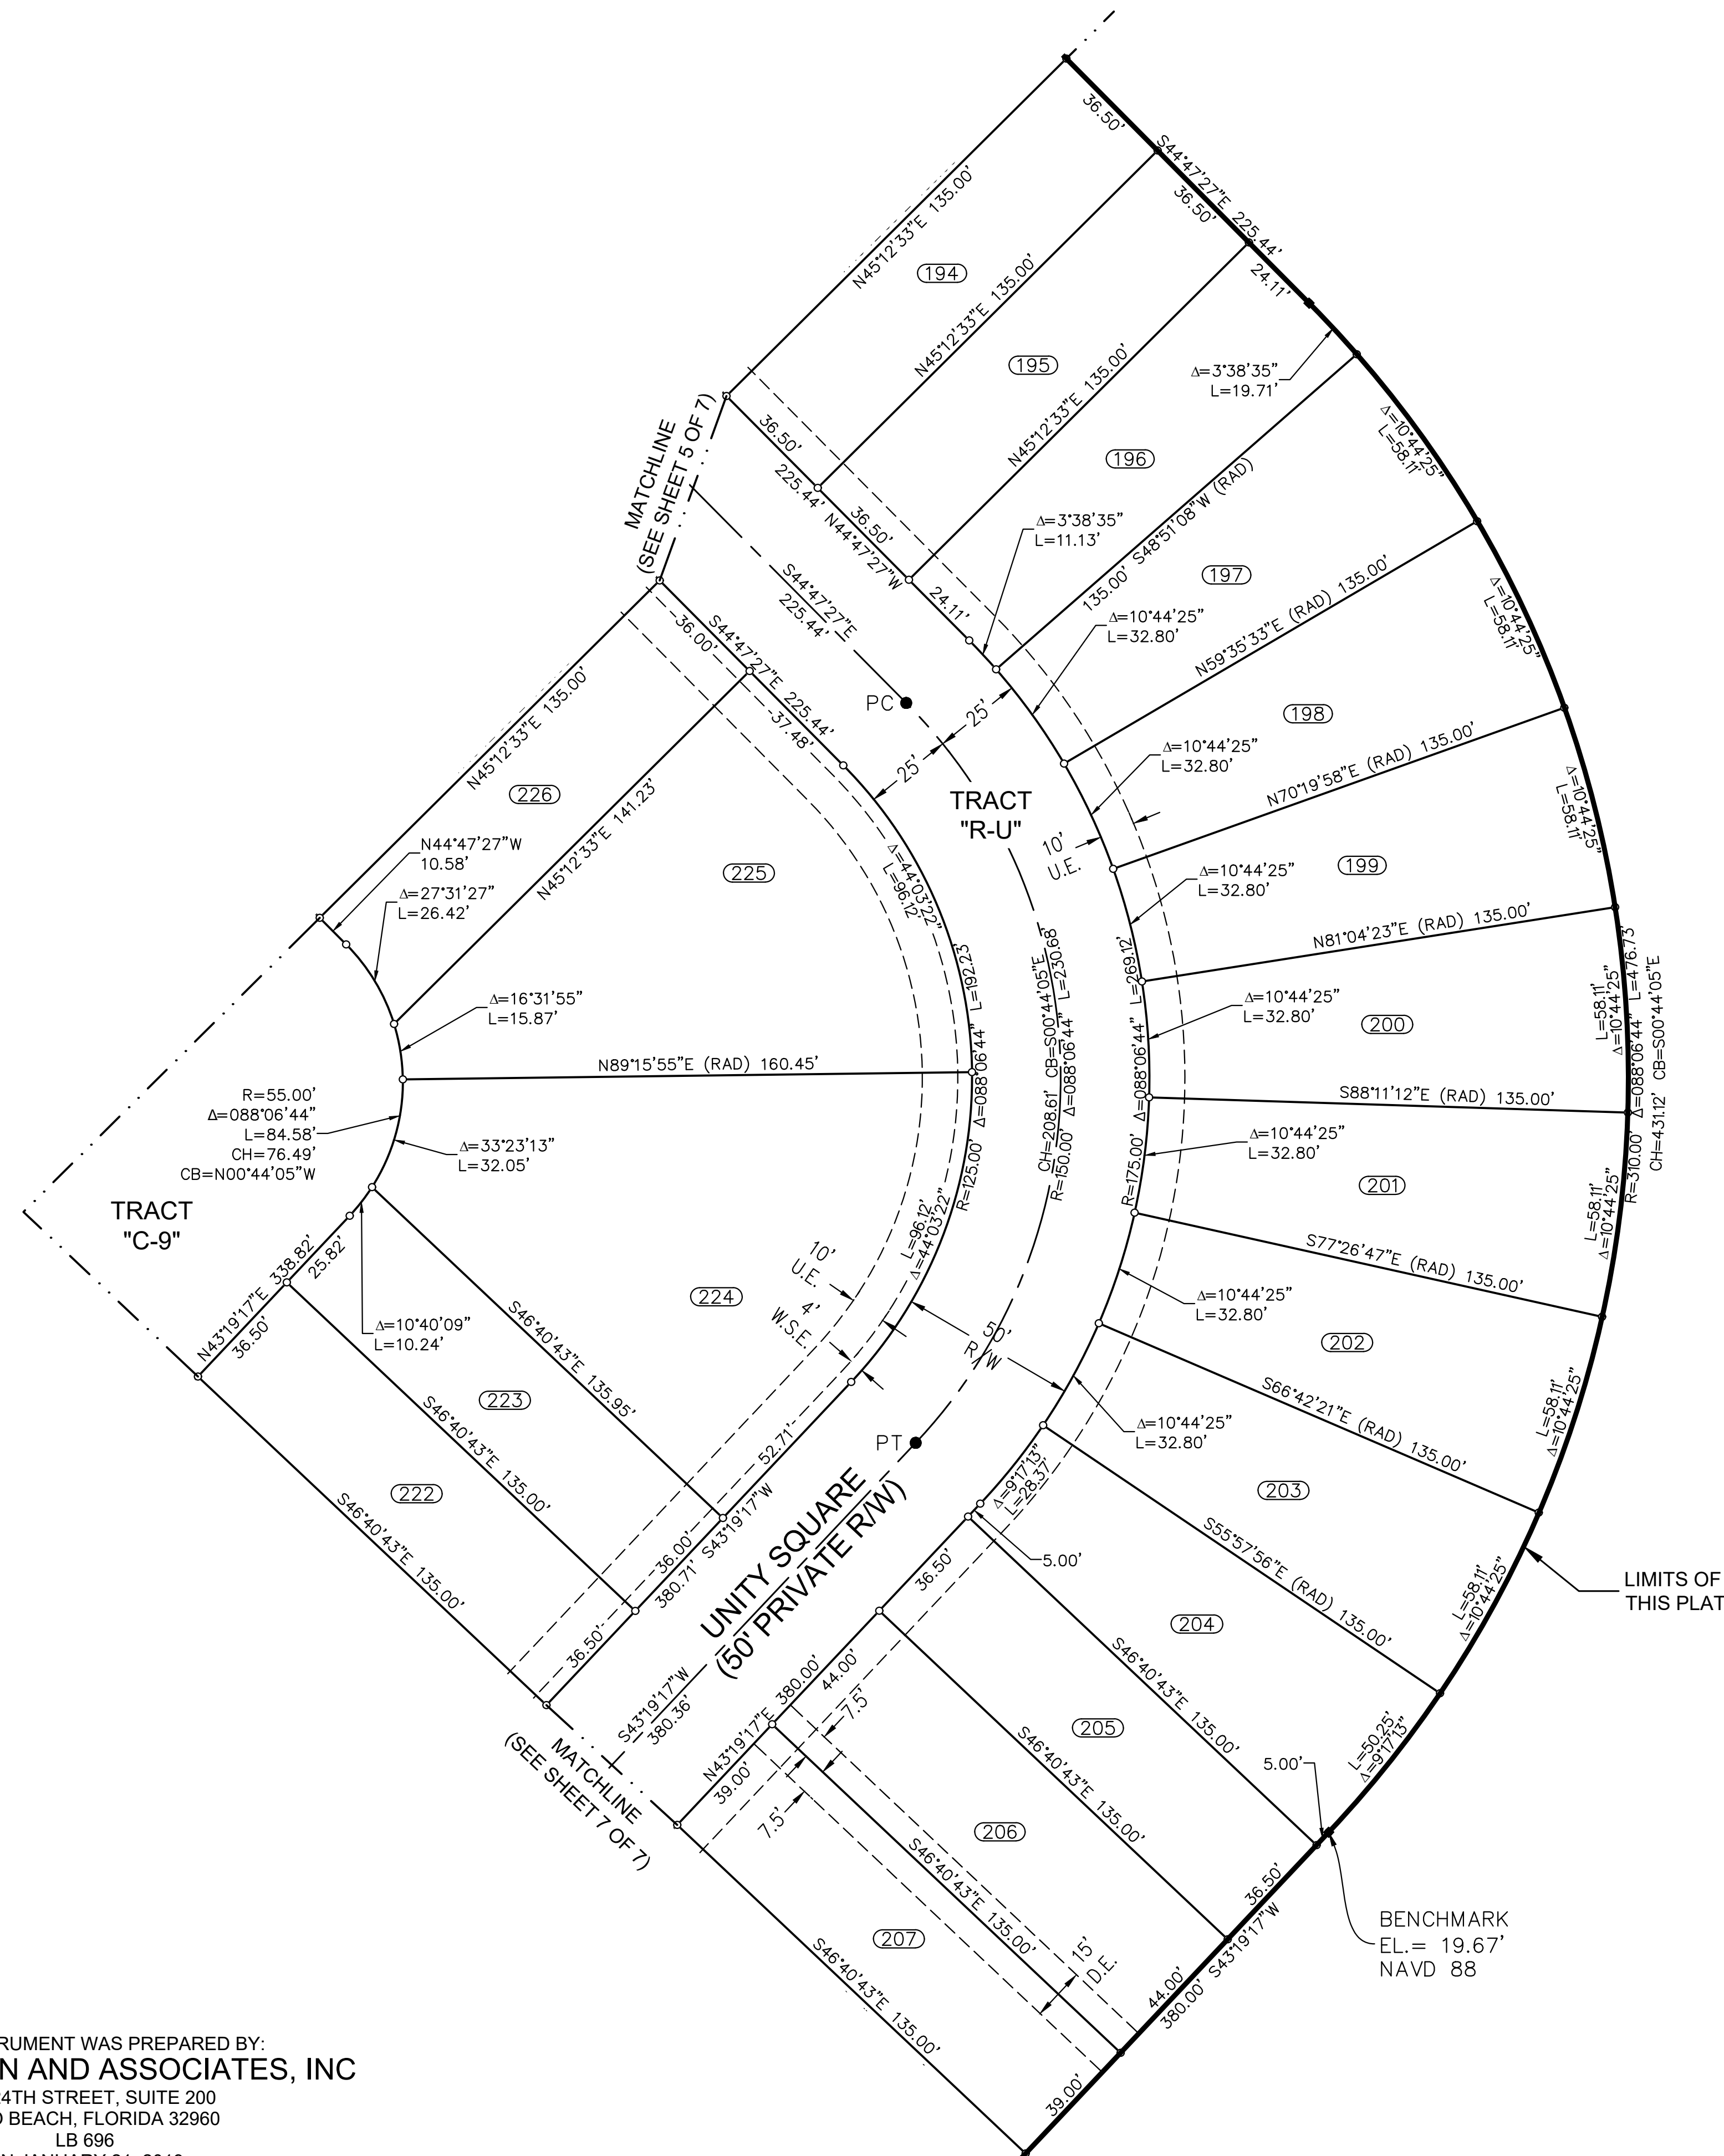 36.50'
S44°47'27"E 225.44'
36.50'
24.11'
N45°12'33"E 135.00'
194
N45°12'33"E 135.00'
195
N45°12'33"E 135.00'
196
Δ=3°38'35"
L=19.71'
MATCHLINE
(SEE SHEET 5 OF 7)
36.50'
225.44' N44°47'27"W
36.50'
24.11'
Δ=3°38'35"
L=11.13'
135.00' S48°51'08"W (RAD)
197
Δ=10°44'25"
L=58.11'
Δ=10°44'25"
L=32.80'
N59°35'33"E (RAD) 135.00'
198
Δ=10°44'25"
L=58.11'
Δ=10°44'25"
L=32.80'
N70°19'58"E (RAD) 135.00'
199
Δ=10°44'25"
L=58.11'
Δ=10°44'25"
L=32.80'
N81°04'23"E (RAD) 135.00'
200
Δ=10°44'25"
L=32.80'
L=58.11'
Δ=10°44'25"
R=310.00' Δ=088°06'44" L=476.73'
CH=431.12' CB=S00°44'05"E
S88°11'12"E (RAD) 135.00'
201
Δ=10°44'25"
L=32.80'
L=58.11'
Δ=10°44'25"
S77°26'47"E (RAD) 135.00'
202
Δ=10°44'25"
L=32.80'
L=58.11'
Δ=10°44'25"
S66°42'21"E (RAD) 135.00'
203
Δ=10°44'25"
L=32.80'
L=58.11'
Δ=10°44'25"
S55°57'56"E (RAD) 135.00'
204
Δ=9°17'13"
L=28.37'
5.00'
L=50.25'
Δ=9°17'13"
5.00'
LIMITS OF
THIS PLAT
S44°47'27"E
225.44'
PC
25'
25'
TRACT
"R-U"
10'
U.E.
R=175.00' Δ=088°06'44" L=269.12'
CH=208.61' CB=S00°44'05"E
R=150.00' Δ=088°06'44" L=230.68'
R=125.00' Δ=088°06'44" L=192.23'
36.00'
S44°47'27"E 225.44'
37.48'
Δ=44°03'22"
L=96.12'
N45°12'33"E 135.00'
226
N44°47'27"W
10.58'
Δ=27°31'27"
L=26.42'
N45°12'33"E 141.23'
225
Δ=16°31'55"
L=15.87'
N89°15'55"E (RAD) 160.45'
R=55.00'
Δ=088°06'44"
L=84.58'
CH=76.49'
CB=N00°44'05"W
Δ=33°23'13"
L=32.05'
TRACT
"C-9"
N43°19'17"E 338.82'
25.82'
36.50'
Δ=10°40'09"
L=10.24'
224
10'
U.E.
4'
W.S.E.
L=96.12'
Δ=44°03'22"
50'
R/W
PT
S46°40'43"E 135.95'
223
S46°40'43"E 135.00'
222
S46°40'43"E 135.00'
52.71'
36.00'
380.71' S43°19'17"W
36.50'
UNITY SQUARE
(50' PRIVATE R/W)
S43°19'17"W
380.36'
MATCHLINE
(SEE SHEET 7 OF 7)
36.50'
44.00'
N43°19'17"E 380.00'
39.00'
7.5'
7.5'
S46°40'43"E 135.00'
205
S46°40'43"E 135.00'
206
S46°40'43"E 135.00'
207
S46°40'43"E 135.00'
15'
D.E.
36.50'
44.00'
380.00' S43°19'17"W
39.00'
BENCHMARK
EL.= 19.67'
NAVD 88
RUMENT WAS PREPARED BY:
N AND ASSOCIATES, INC
24TH STREET, SUITE 200
BEACH, FLORIDA 32960
LB 696